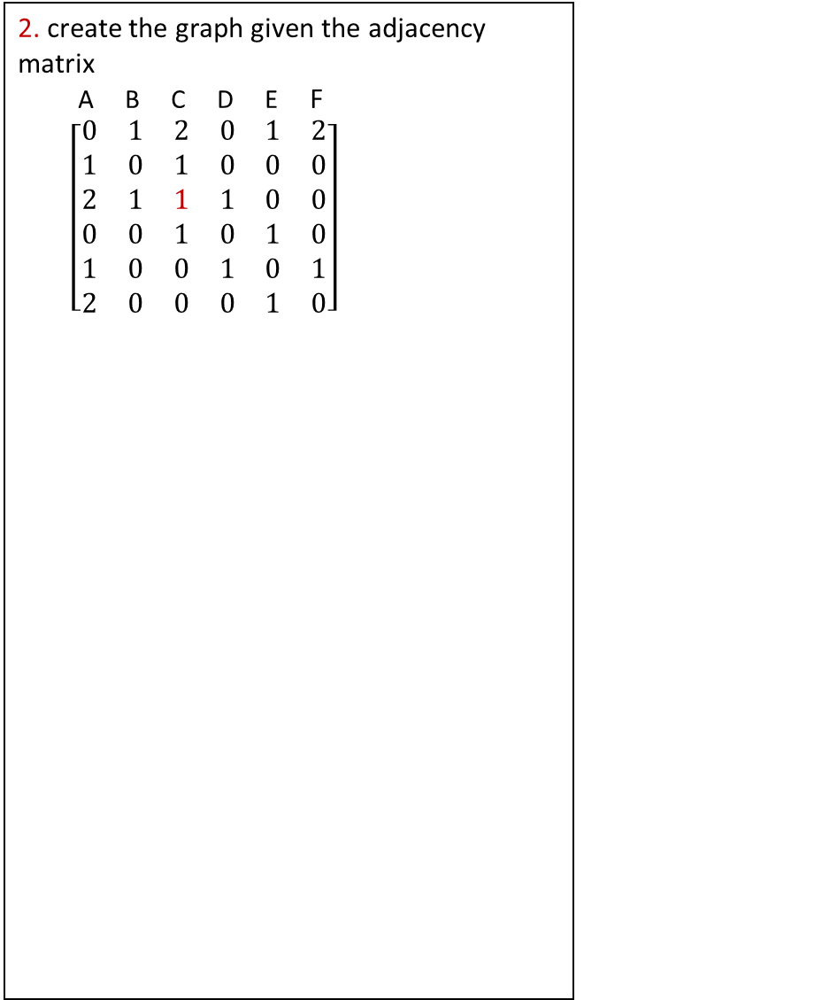 2. create the graph given the adjacency
matrix
A B C D E F
0 1 2 0 1 2
1 0 1 0 0 0
2 1 1 1 0 0
0 0 1 0 1 0
1 0 0 1 0 1
2 0 0 0 1 0